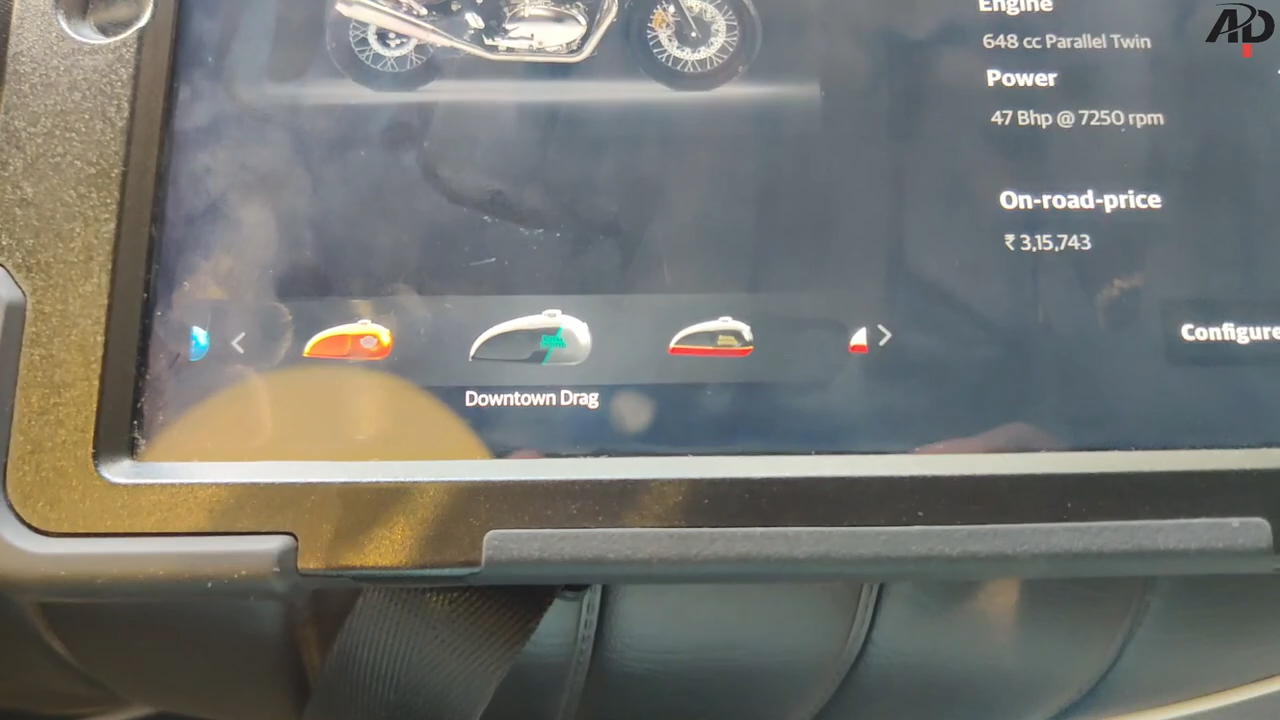 Engine
648 cc Parallel Twin
Power
47 Bhp @ 7250 rpm
On-road-price
₹ 3,15,743
Configure
Downtown Drag